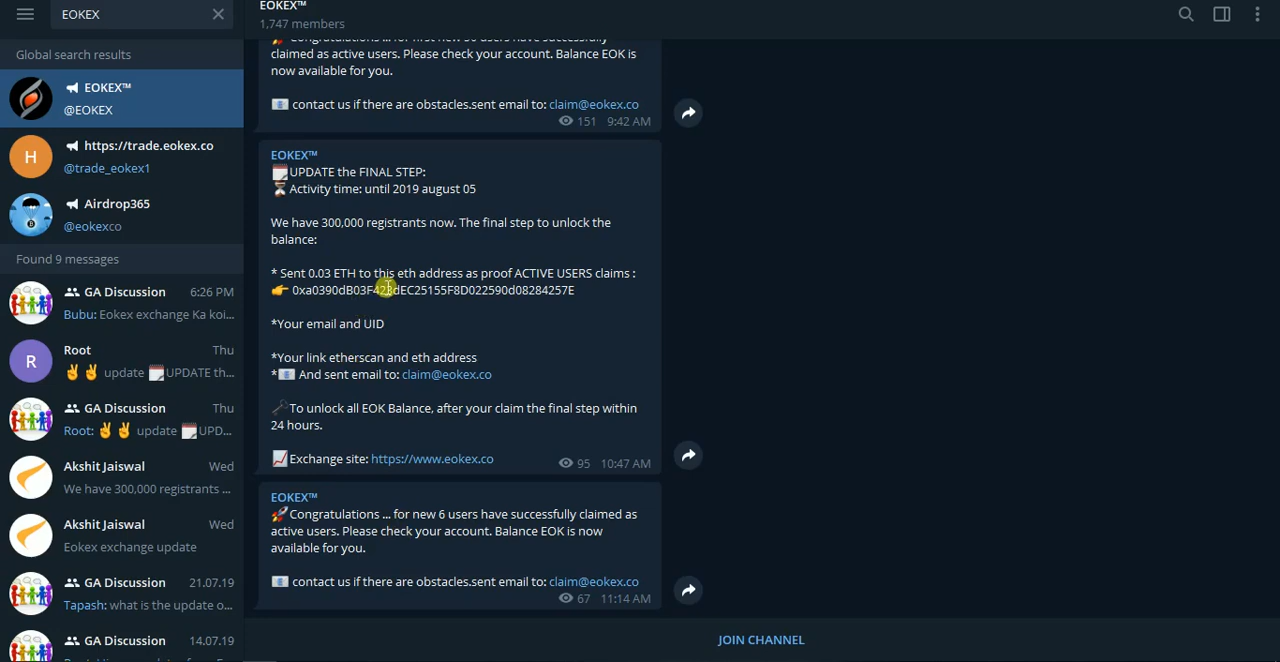 EOKEX
Global search results
EOKEX™
@EOKEX
https://trade.eokex.co
@trade_eokex1
Airdrop365
@eokexco
Found 9 messages
GA Discussion 6:26 PM
Bubu: Eokex exchange Ka koi...
Root Thu
✌✌ update 🗓UPDATE th...
GA Discussion Thu
Root: ✌✌ update 🗓UPD...
Akshit Jaiswal Wed
We have 300,000 registrants ...
Akshit Jaiswal Wed
Eokex exchange update
GA Discussion 21.07.19
Tapash: what is the update o...
GA Discussion 14.07.19
EOKEX™
1,747 members
🚀 Congratulations ... for first 50 users have successfully
claimed as active users. Please check your account. Balance EOK is
now available for you.
📧 contact us if there are obstacles.sent email to: claim@eokex.co
151 9:42 AM
EOKEX™
🗓UPDATE the FINAL STEP:
⏳Activity time: until 2019 august 05
We have 300,000 registrants now. The final step to unlock the
balance:
* Sent 0.03 ETH to this eth address as proof ACTIVE USERS claims :
👉 0xa0390dB03F423dEC25155F8D022590d08284257E
*Your email and UID
*Your link etherscan and eth address
*📧 And sent email to: claim@eokex.co
🗝To unlock all EOK Balance, after your claim the final step within
24 hours.
📈Exchange site: https://www.eokex.co
95 10:47 AM
EOKEX™
🚀Congratulations ... for new 6 users have successfully claimed as
active users. Please check your account. Balance EOK is now
available for you.
📧 contact us if there are obstacles.sent email to: claim@eokex.co
67 11:14 AM
JOIN CHANNEL